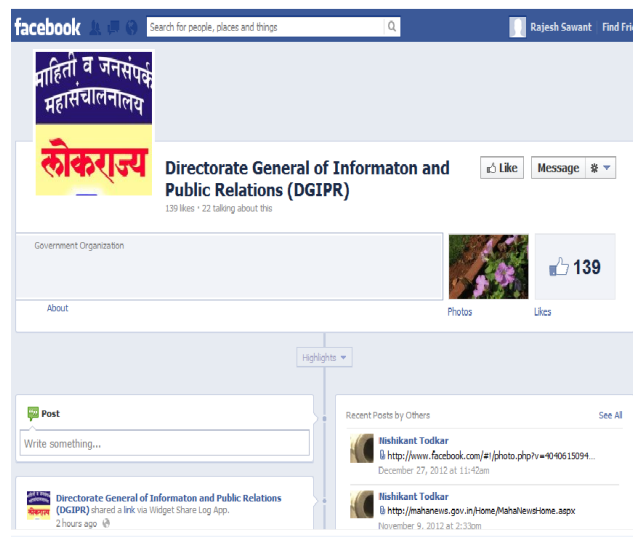 facebook
Search for people, places and things
Rajesh Sawant
Find Frie
माहिती व जनसंपर्क
महासंचालनालय
लोकराज्य
Directorate General of Informaton and
Public Relations (DGIPR)
139 likes · 22 talking about this
Like
Message
Government Organization
139
About
Photos
Likes
Highlights
Post
Write something...
Directorate General of Informaton and Public Relations
(DGIPR) shared a link via Widget Share Log App.
2 hours ago
Recent Posts by Others
See All
Nishikant Todkar
http://www.facebook.com/#!/photo.php?v=4040615094...
December 27, 2012 at 11:42am
Nishikant Todkar
http://mahanews.gov.in/Home/MahaNewsHome.aspx
November 9, 2012 at 2:33pm